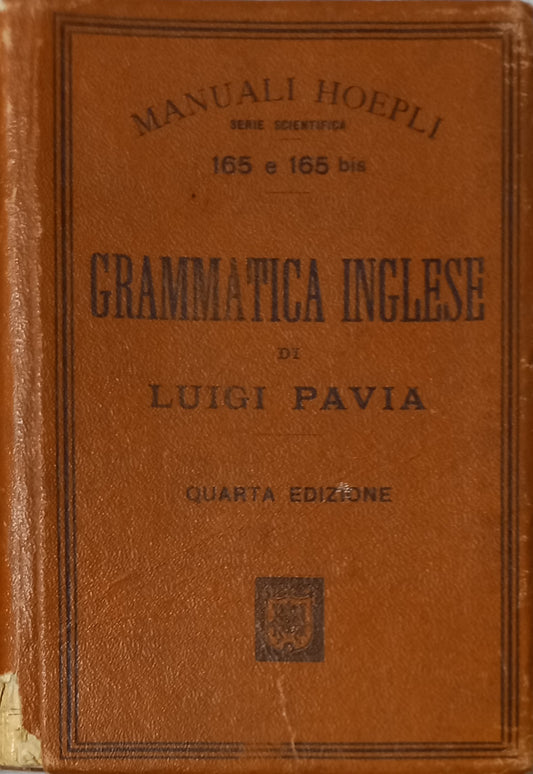 MANUALI HOEPLI
SERIE SCIENTIFICA
165 e 165 bis
GRAMMATICA INGLESE
DI
LUIGI PAVIA
QUARTA EDIZIONE